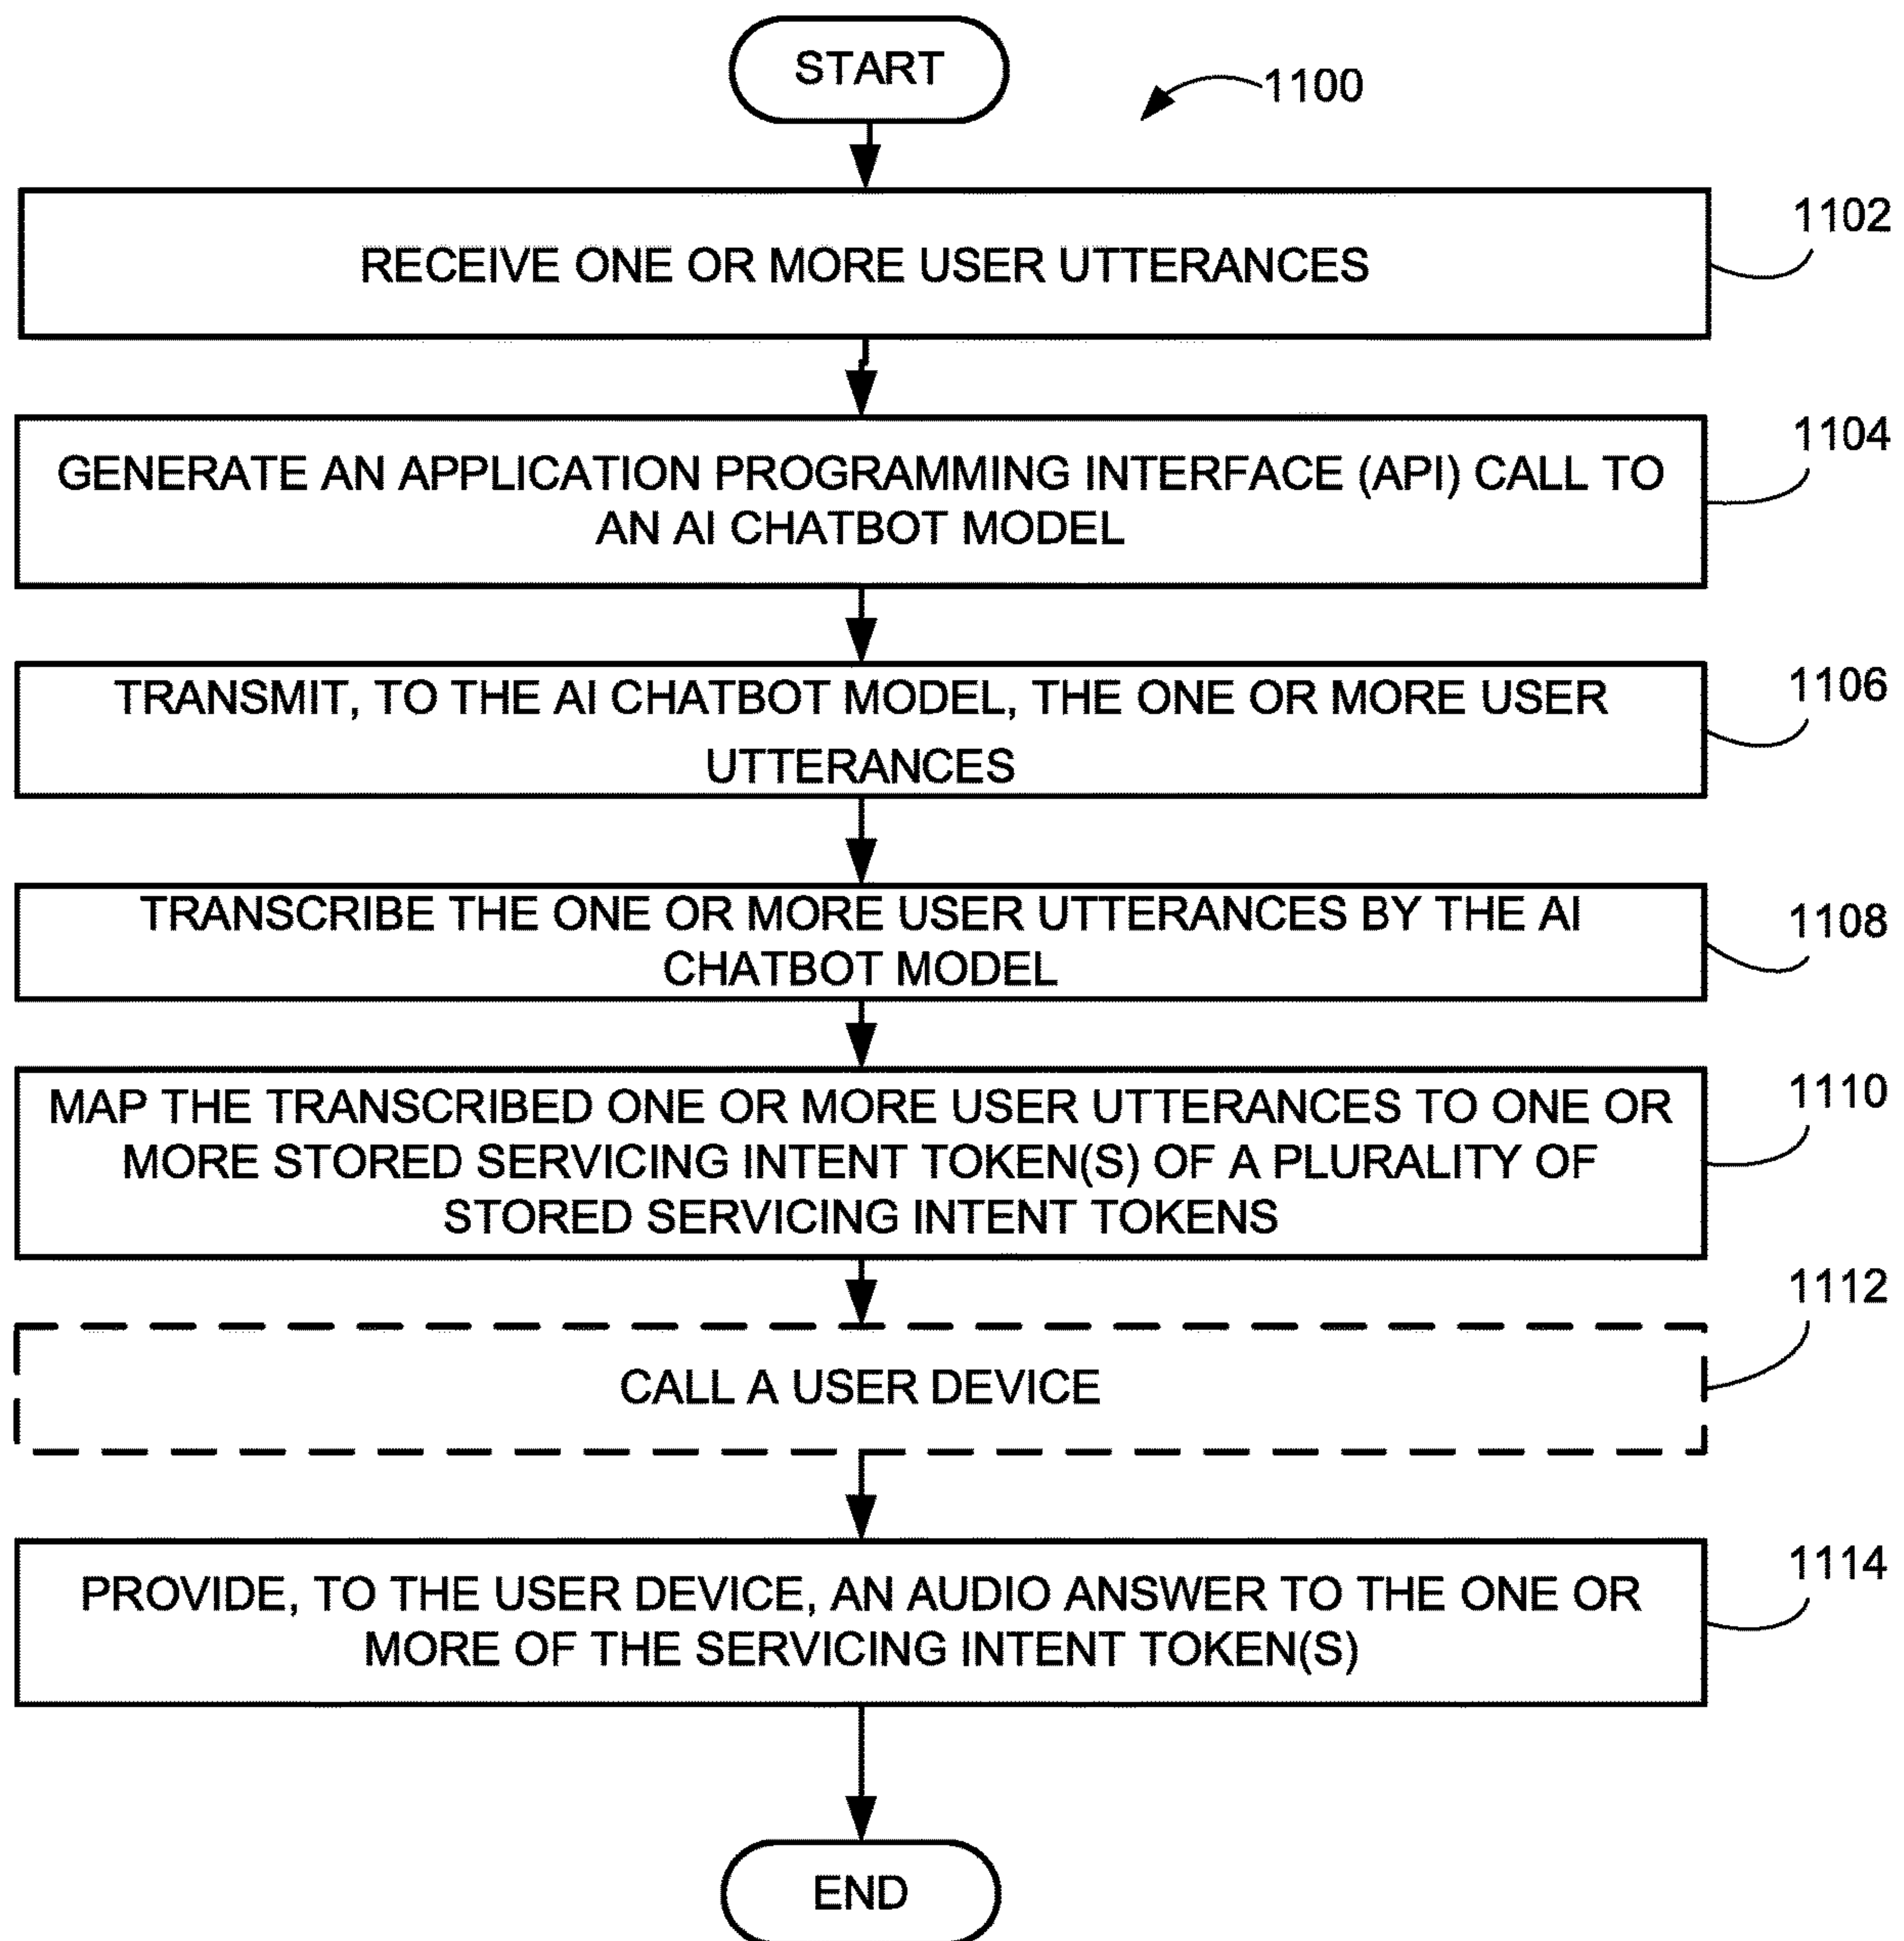 START
1100
RECEIVE ONE OR MORE USER UTTERANCES
1102
GENERATE AN APPLICATION PROGRAMMING INTERFACE (API) CALL TO
AN AI CHATBOT MODEL
1104
TRANSMIT, TO THE AI CHATBOT MODEL, THE ONE OR MORE USER
UTTERANCES
1106
TRANSCRIBE THE ONE OR MORE USER UTTERANCES BY THE AI
CHATBOT MODEL
1108
MAP THE TRANSCRIBED ONE OR MORE USER UTTERANCES TO ONE OR
MORE STORED SERVICING INTENT TOKEN(S) OF A PLURALITY OF
STORED SERVICING INTENT TOKENS
1110
CALL A USER DEVICE
1112
PROVIDE, TO THE USER DEVICE, AN AUDIO ANSWER TO THE ONE OR
MORE OF THE SERVICING INTENT TOKEN(S)
1114
END